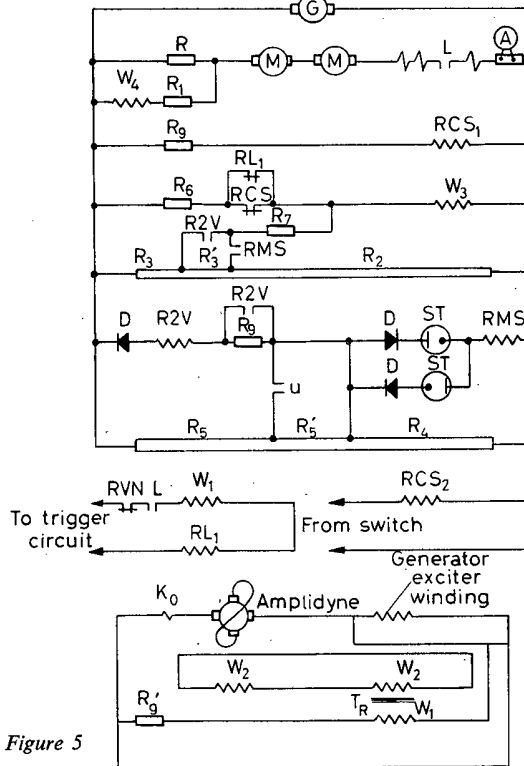 G
R M M L A
W4 R1
R9 RCS1
RL1
R6 RCS W3
R2V R7
R3 R'3 RMS R2
R2V
D R2V R9 D ST RMS
D ST
u
R5 R'5 R4
RVN L W1 RCS2
To trigger circuit From switch
RL1
Generator exciter winding
K0 Amplidyne
W2 W2
R'9 TR W1
Figure 5